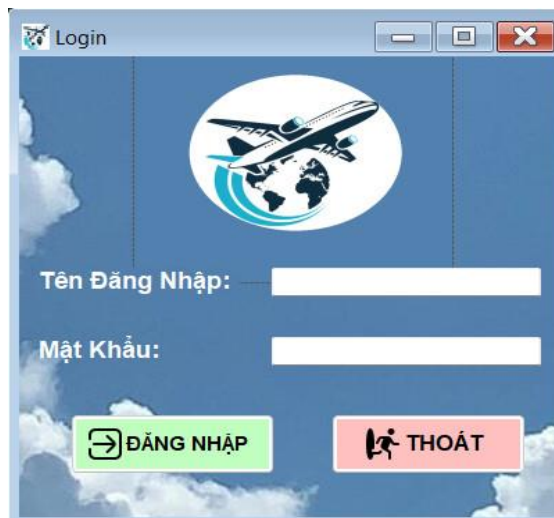 Login
Tên Đăng Nhập:
Mật Khẩu:
ĐĂNG NHẬP
THOÁT